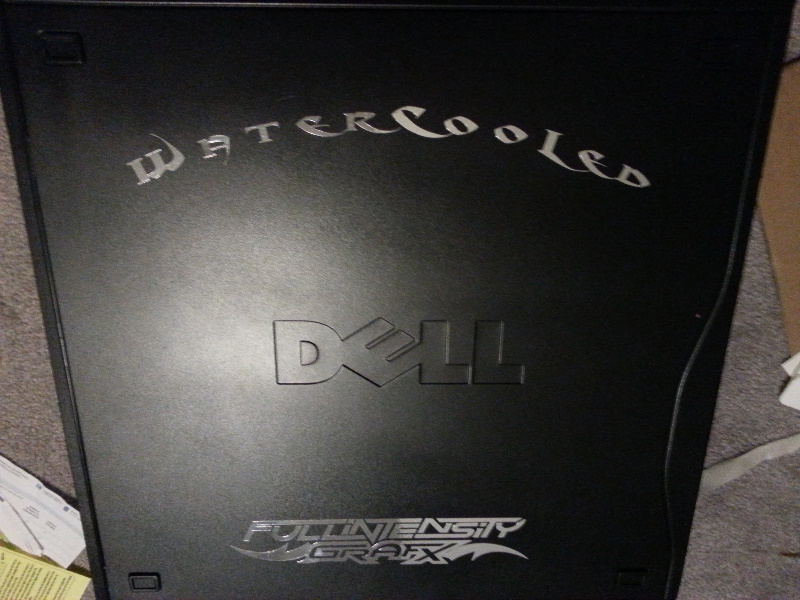 WATERCOOLED
DELL
FULLINTENSITY
GRAFX